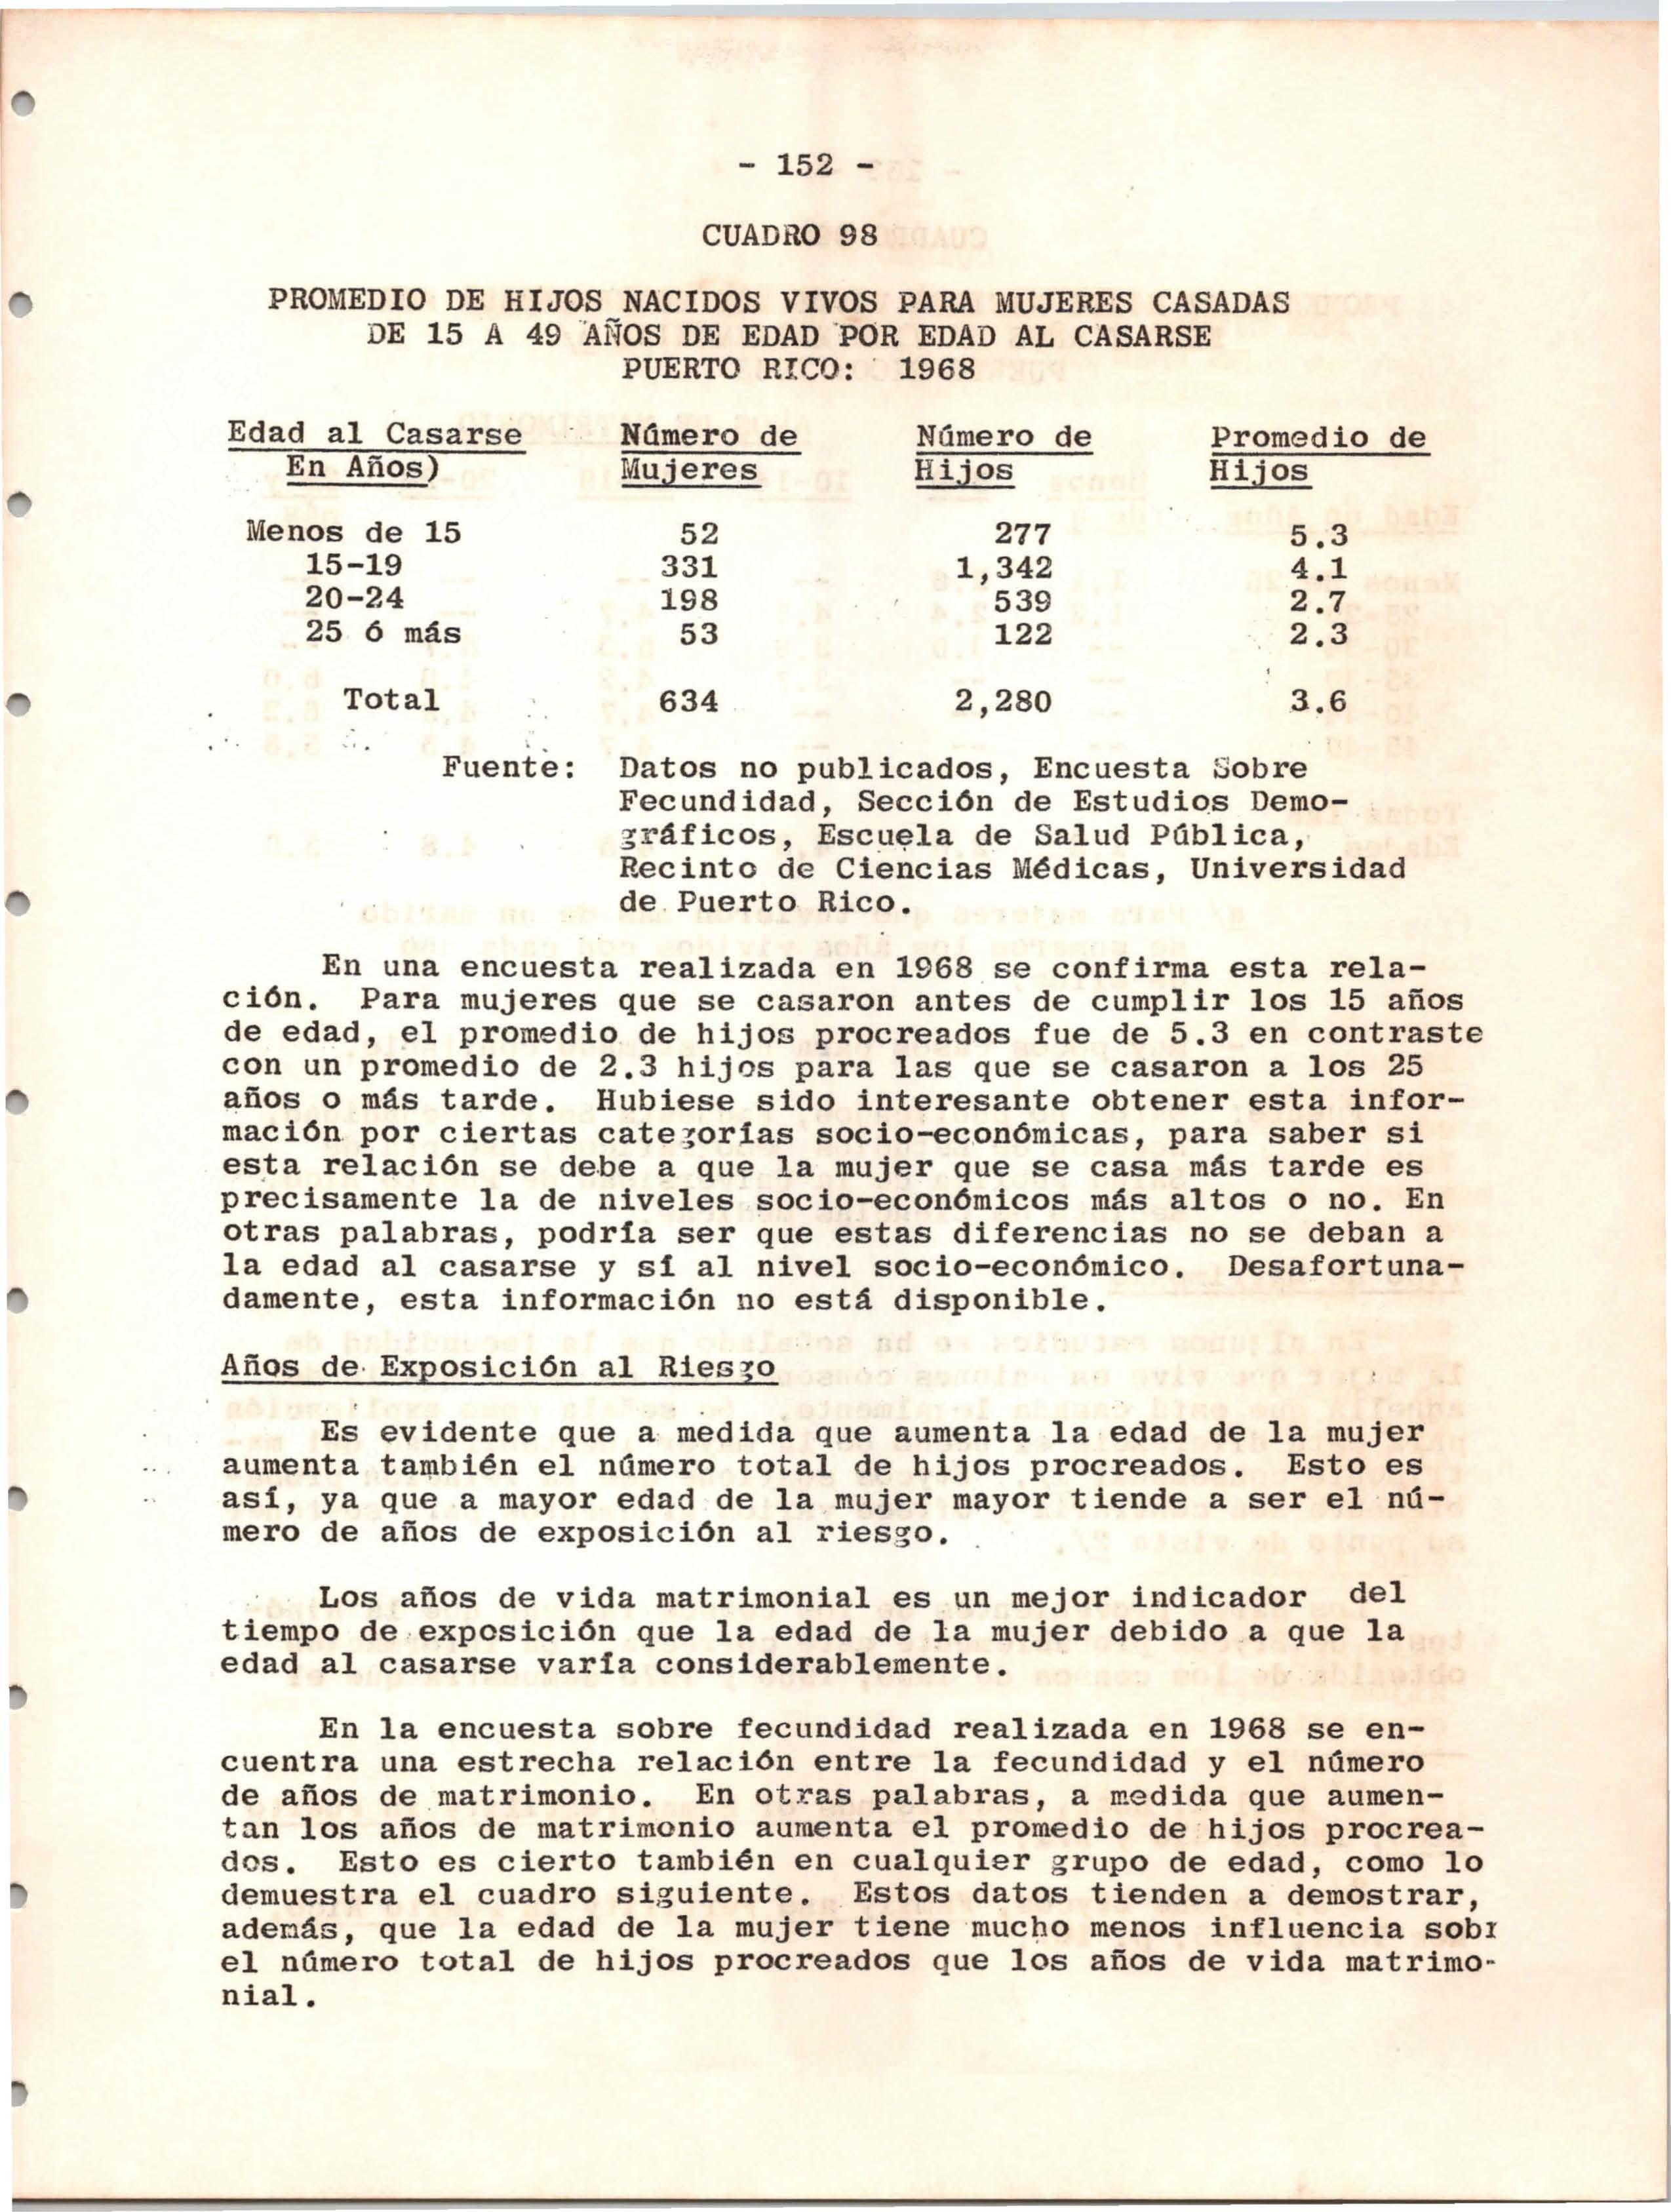 - 152 -
CUADRO 98
PROMEDIO DE HIJOS NACIDOS VIVOS PARA MUJERES CASADAS
DE 15 A 49 AÑOS DE EDAD POR EDAD AL CASARSE
PUERTO RICO: 1968
Edad al Casarse Número de Número de Promedio de
En Años) Mujeres Hijos Hijos
Menos de 15 52 277 5.3
15-19 331 1,342 4.1
20-24 198 539 2.7
25 ó más 53 122 2.3
Total 634 2,280 3.6
Fuente: Datos no publicados, Encuesta Sobre
Fecundidad, Sección de Estudios Demo-
gráficos, Escuela de Salud Pública,
Recinto de Ciencias Médicas, Universidad
de Puerto Rico.
En una encuesta realizada en 1968 se confirma esta rela-
ción. Para mujeres que se casaron antes de cumplir los 15 años
de edad, el promedio de hijos procreados fue de 5.3 en contraste
con un promedio de 2.3 hijos para las que se casaron a los 25
años o más tarde. Hubiese sido interesante obtener esta infor-
mación por ciertas categorías socio-económicas, para saber si
esta relación se debe a que la mujer que se casa más tarde es
precisamente la de niveles socio-económicos más altos o no. En
otras palabras, podría ser que estas diferencias no se deban a
la edad al casarse y sí al nivel socio-económico. Desafortuna-
damente, esta información no está disponible.
Años de Exposición al Riesgo
Es evidente que a medida que aumenta la edad de la mujer
aumenta también el número total de hijos procreados. Esto es
así, ya que a mayor edad de la mujer mayor tiende a ser el nú-
mero de años de exposición al riesgo.
Los años de vida matrimonial es un mejor indicador del
tiempo de exposición que la edad de la mujer debido a que la
edad al casarse varía considerablemente.
En la encuesta sobre fecundidad realizada en 1968 se en-
cuentra una estrecha relación entre la fecundidad y el número
de años de matrimonio. En otras palabras, a medida que aumen-
tan los años de matrimonio aumenta el promedio de hijos procrea-
dos. Esto es cierto también en cualquier grupo de edad, como lo
demuestra el cuadro siguiente. Estos datos tienden a demostrar,
además, que la edad de la mujer tiene mucho menos influencia sobr
el número total de hijos procreados que los años de vida matrimo-
nial.